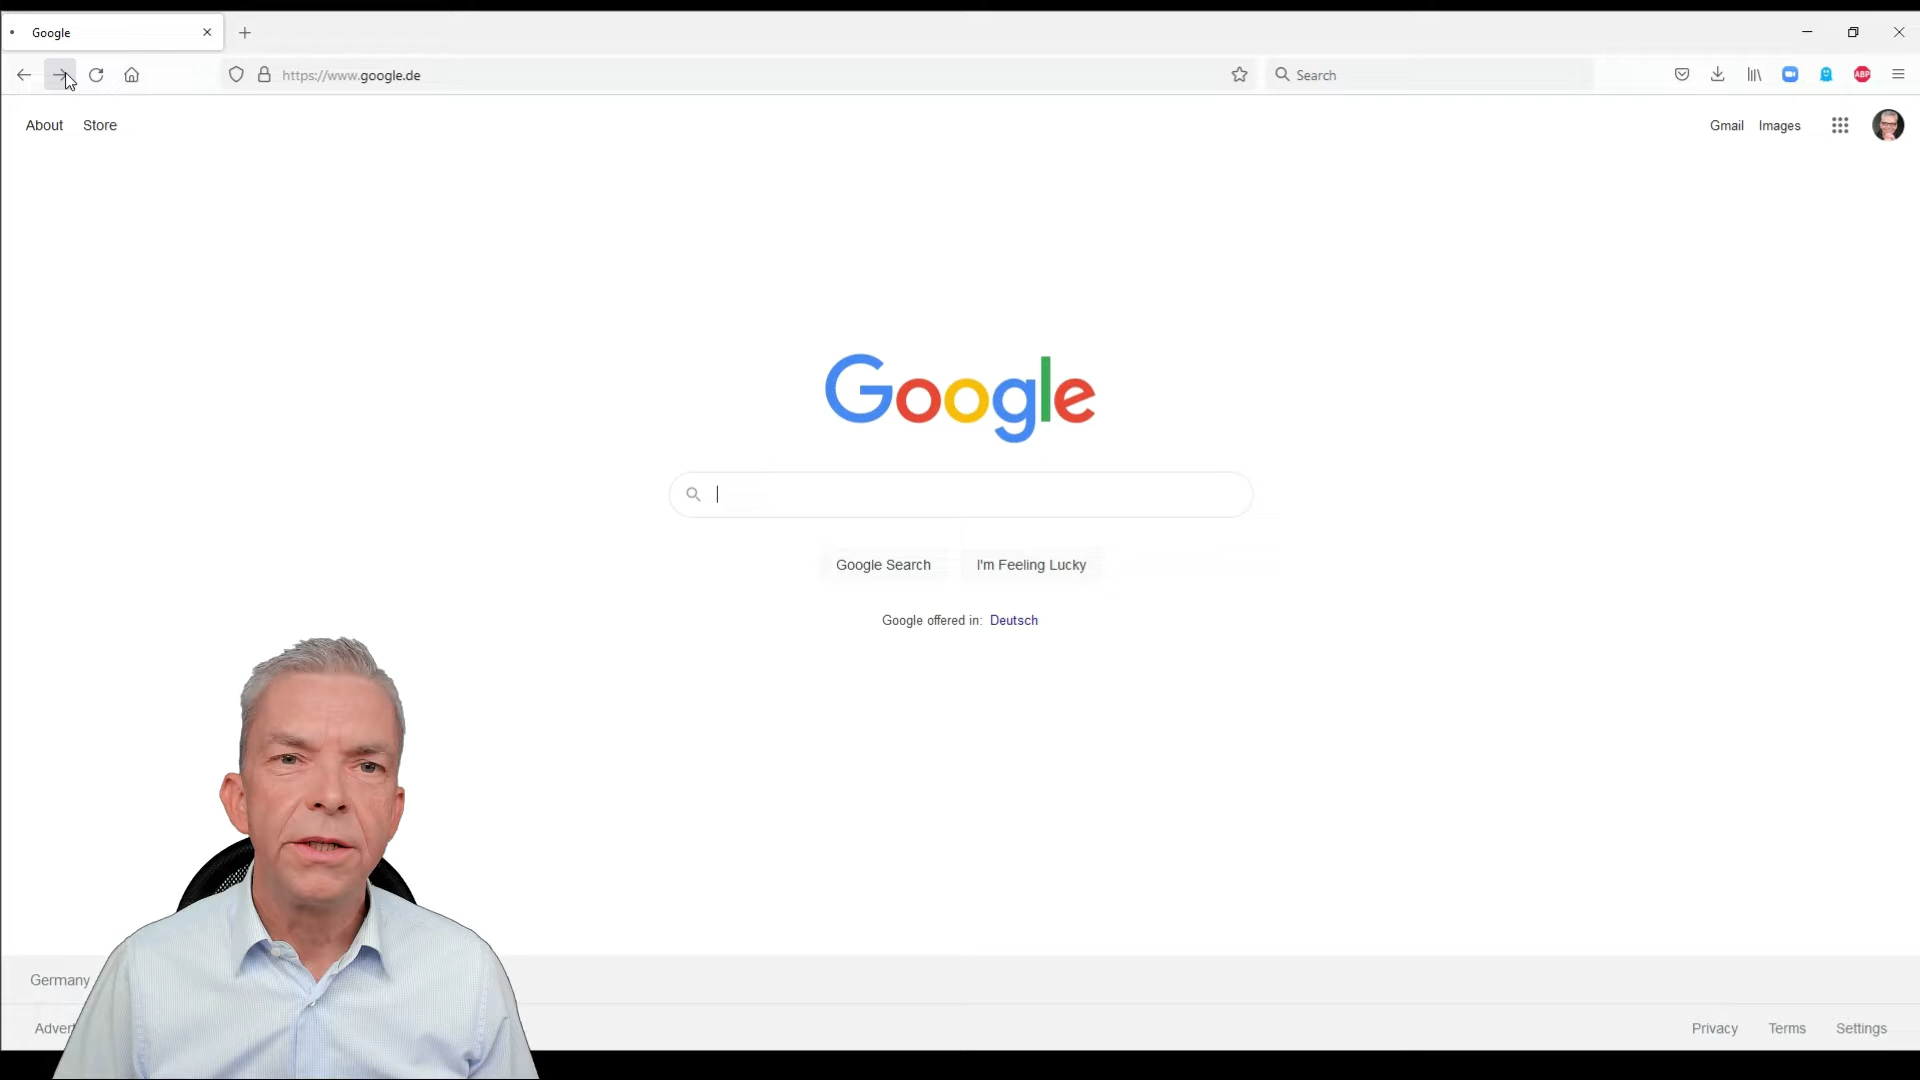 Google
https://www.google.de
Search
ABP
About Store
Gmail Images
Google
Google Search
I'm Feeling Lucky
Google offered in: Deutsch
Germany
Privacy Terms Settings